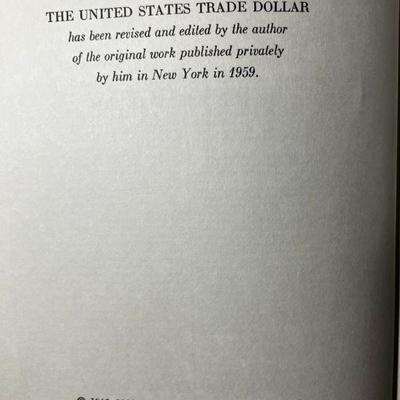 THE UNITED STATES TRADE DOLLAR
has been revised and edited by the author
of the original work published privately
by him in New York in 1959.
©